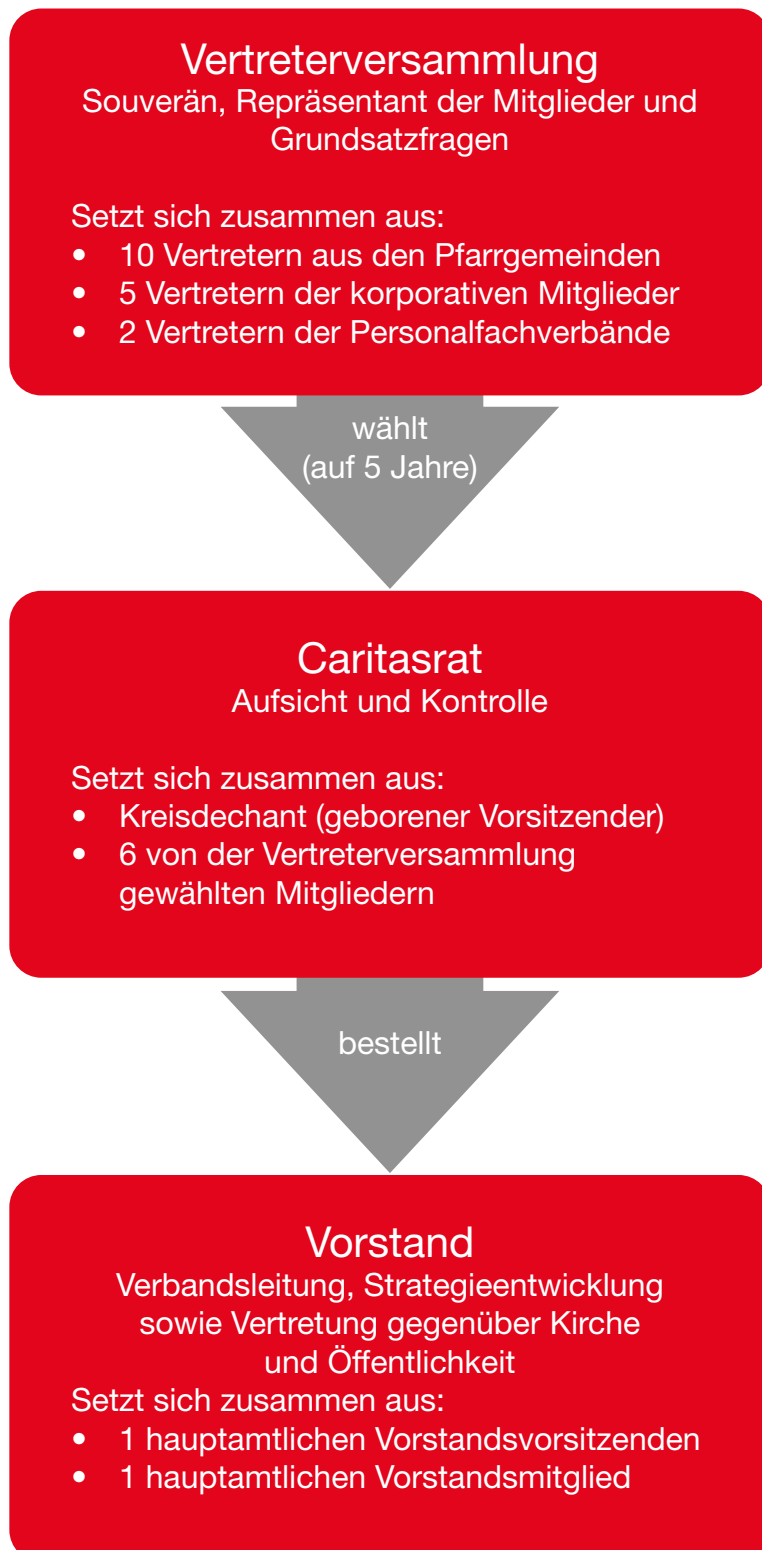 Vertreterversammlung
Souverän, Repräsentant der Mitglieder und
Grundsatzfragen
Setzt sich zusammen aus:
• 10 Vertretern aus den Pfarrgemeinden
• 5 Vertretern der korporativen Mitglieder
• 2 Vertretern der Personalfachverbände
wählt
(auf 5 Jahre)
Caritasrat
Aufsicht und Kontrolle
Setzt sich zusammen aus:
• Kreisdechant (geborener Vorsitzender)
• 6 von der Vertreterversammlung
gewählten Mitgliedern
bestellt
Vorstand
Verbandsleitung, Strategieentwicklung
sowie Vertretung gegenüber Kirche
und Öffentlichkeit
Setzt sich zusammen aus:
• 1 hauptamtlichen Vorstandsvorsitzenden
• 1 hauptamtlichen Vorstandsmitglied